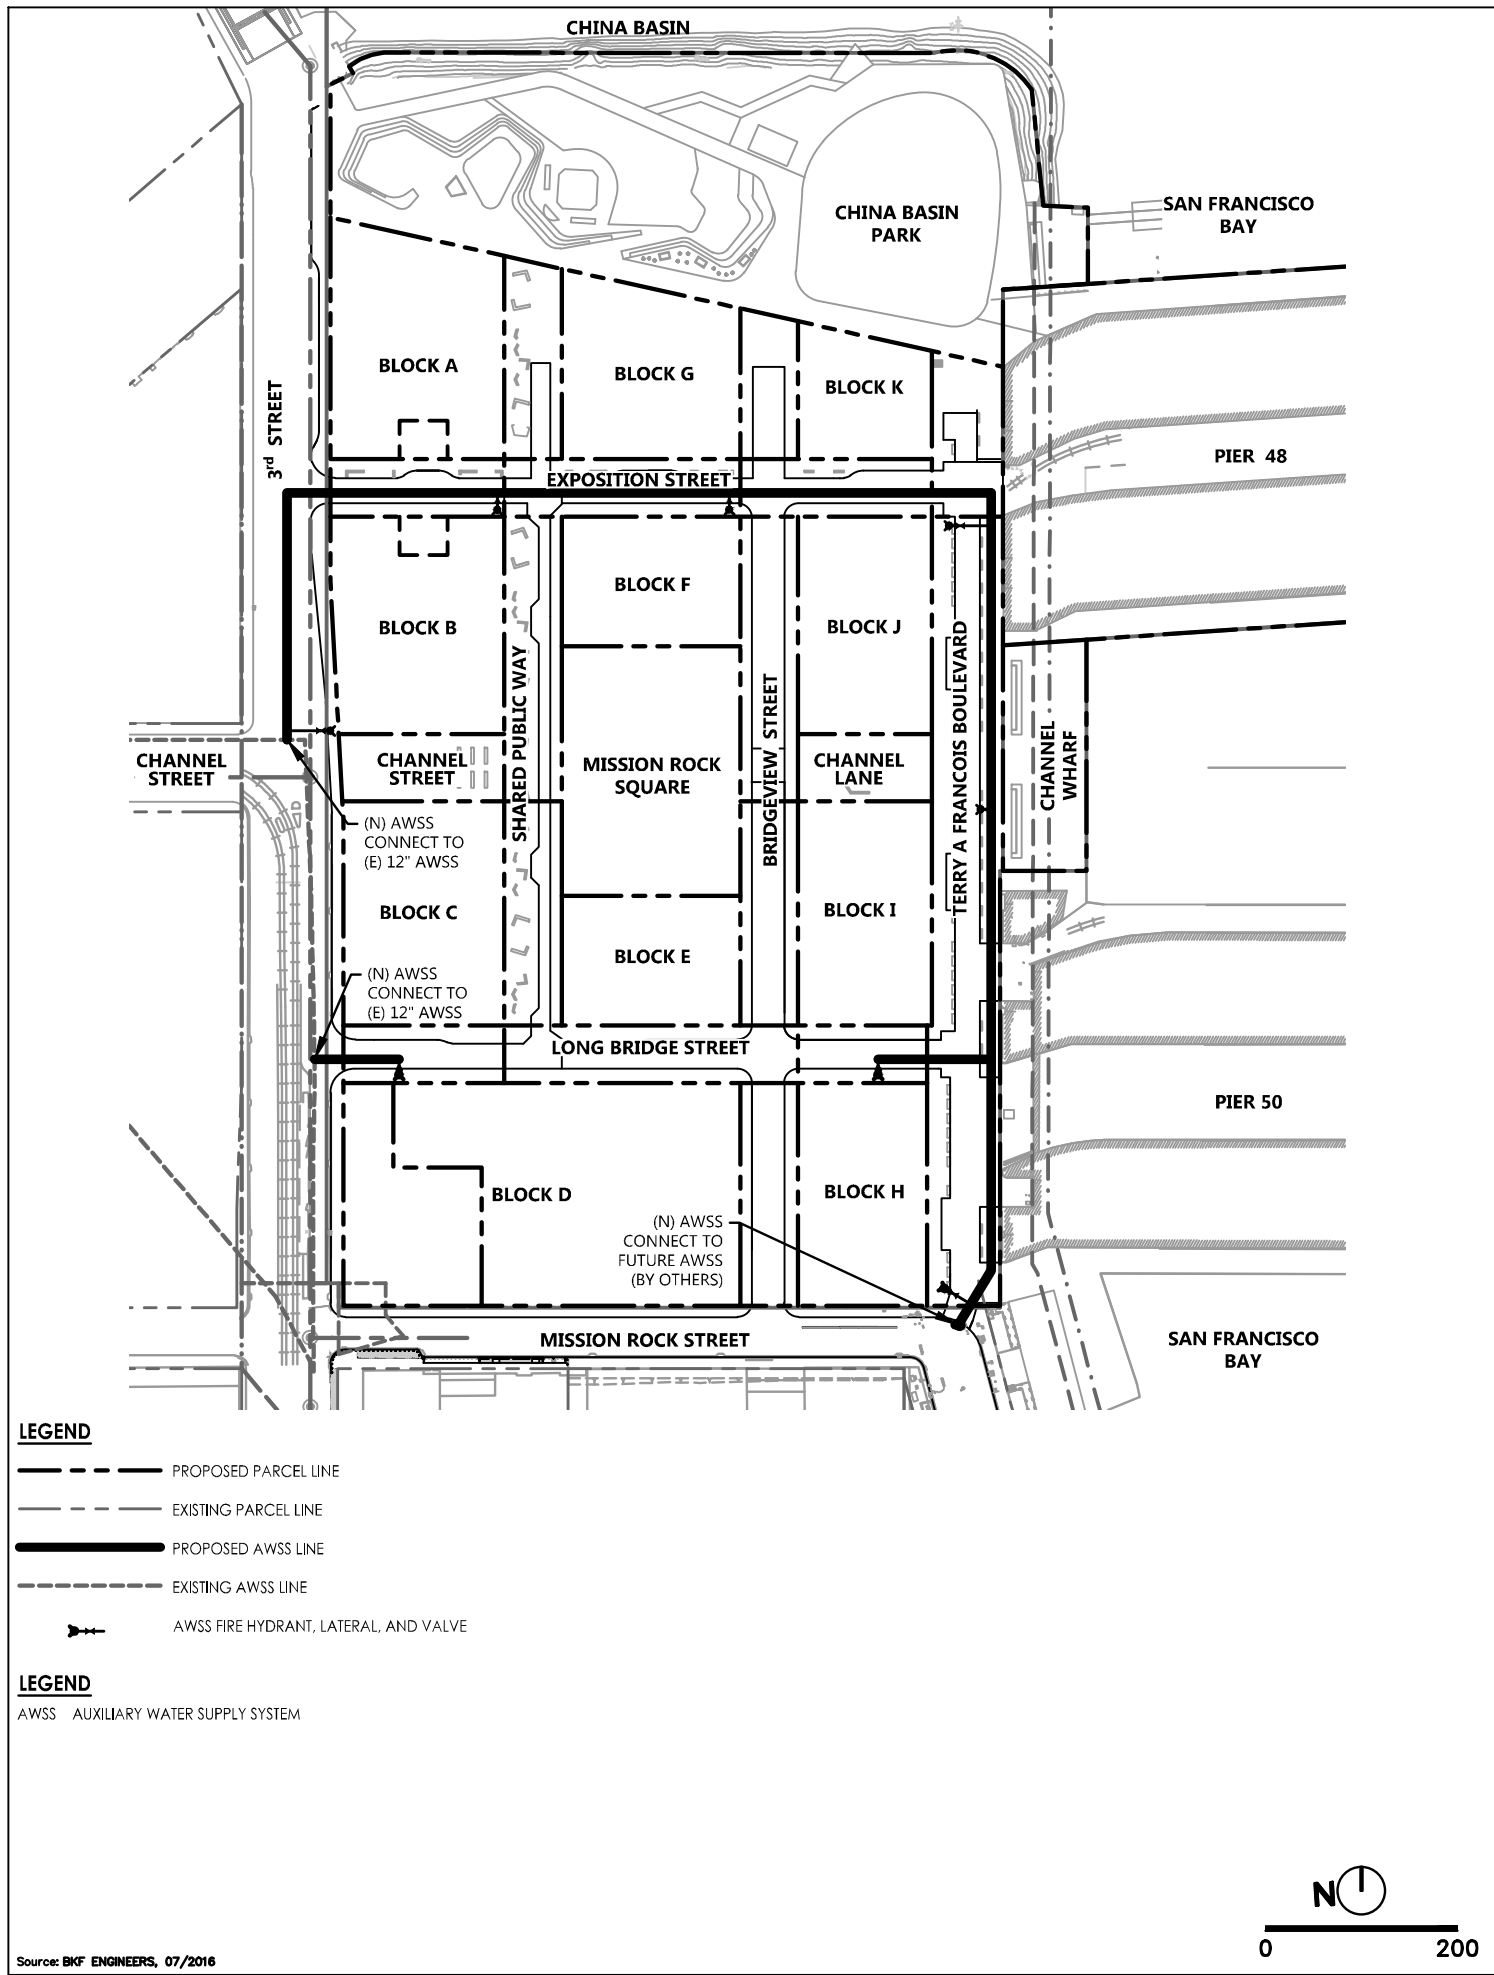 CHINA BASIN
SAN FRANCISCO
BAY
CHINA BASIN
PARK
BLOCK A
BLOCK G
BLOCK K
3rd STREET
PIER 48
EXPOSITION STREET
BLOCK F
BLOCK B
BLOCK J
SHARED PUBLIC WAY
BRIDGEVIEW STREET
TERRY A FRANCOIS BOULEVARD
CHANNEL
WHARF
CHANNEL
STREET
CHANNEL
STREET
MISSION ROCK
SQUARE
CHANNEL
LANE
(N) AWSS
CONNECT TO
(E) 12" AWSS
BLOCK C
BLOCK I
BLOCK E
(N) AWSS
CONNECT TO
(E) 12" AWSS
LONG BRIDGE STREET
PIER 50
BLOCK D
BLOCK H
(N) AWSS
CONNECT TO
FUTURE AWSS
(BY OTHERS)
MISSION ROCK STREET
SAN FRANCISCO
BAY
LEGEND
PROPOSED PARCEL LINE
EXISTING PARCEL LINE
PROPOSED AWSS LINE
EXISTING AWSS LINE
AWSS FIRE HYDRANT, LATERAL, AND VALVE
LEGEND
AWSS AUXILIARY WATER SUPPLY SYSTEM
N
0 200
Source: BKF ENGINEERS, 07/2016